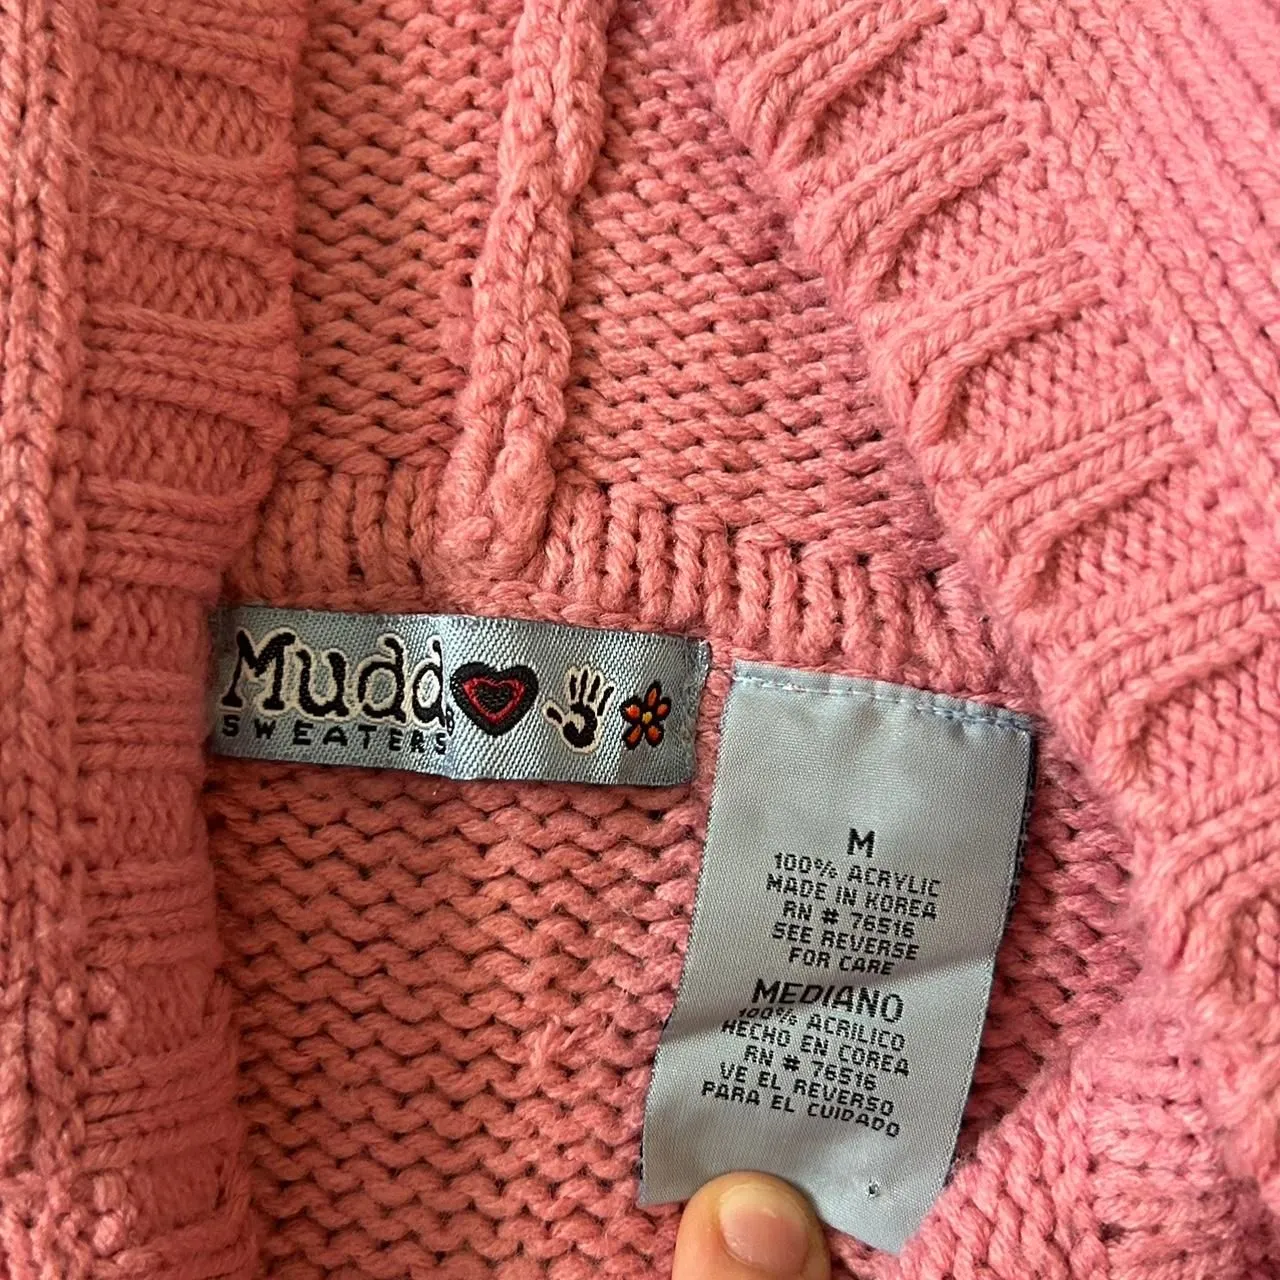 Mudd®
SWEATERS
M
100% ACRYLIC
MADE IN KOREA
RN # 76516
SEE REVERSE
FOR CARE
MEDIANO
100% ACRILICO
HECHO EN COREA
RN # 76516
VE EL REVERSO
PARA EL CUIDADO